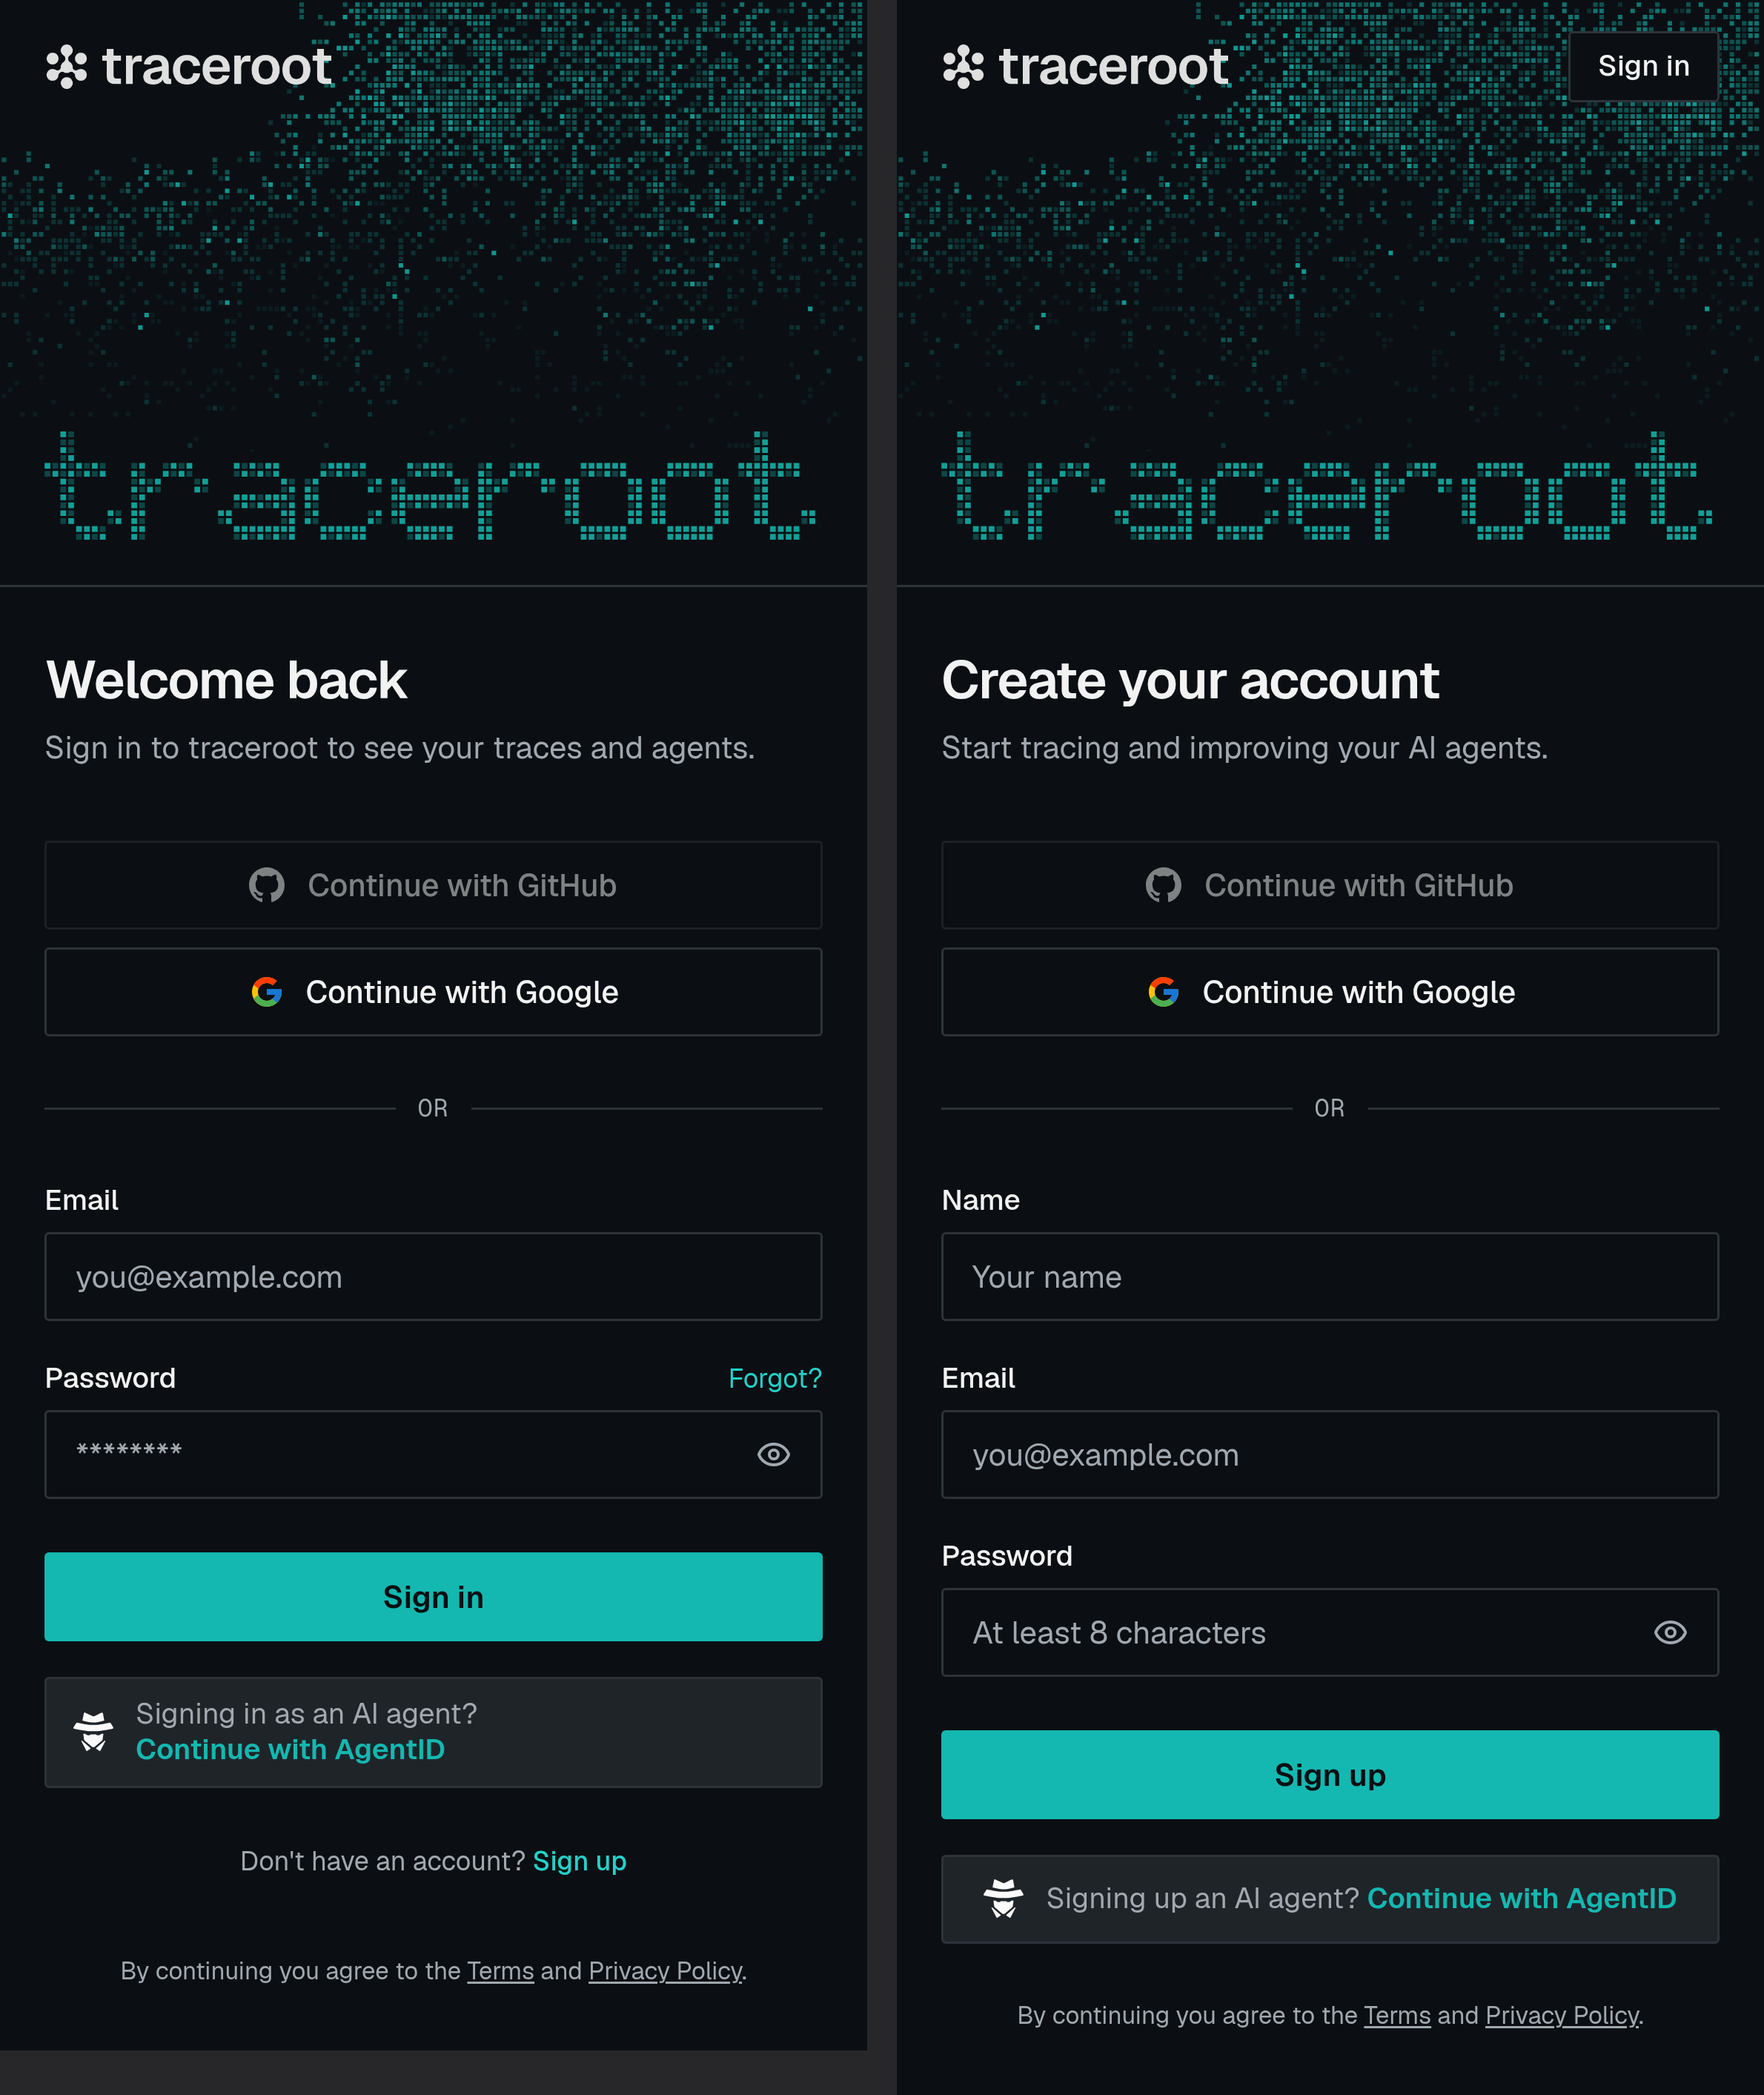 traceroot
traceroot
Welcome back
Sign in to traceroot to see your traces and agents.
Continue with GitHub
Continue with Google
OR
Email
you@example.com
Password
Forgot?
********
Sign in
Signing in as an AI agent?
Continue with AgentID
Don't have an account? Sign up
By continuing you agree to the Terms and Privacy Policy.
traceroot
Sign in
traceroot
Create your account
Start tracing and improving your AI agents.
Continue with GitHub
Continue with Google
OR
Name
Your name
Email
you@example.com
Password
At least 8 characters
Sign up
Signing up an AI agent? Continue with AgentID
By continuing you agree to the Terms and Privacy Policy.